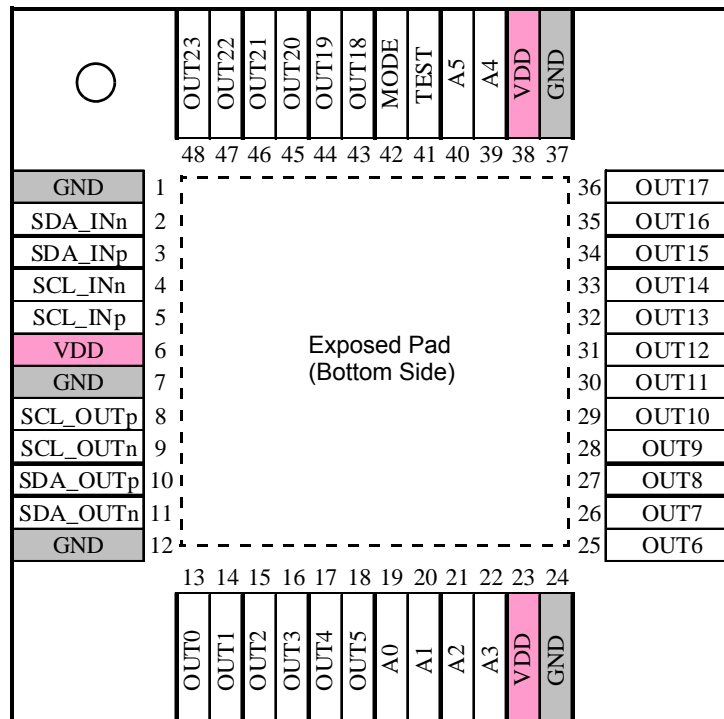 OUT23 OUT22 OUT21 OUT20 OUT19 OUT18 MODE TEST A5 A4 VDD GND
48 47 46 45 44 43 42 41 40 39 38 37
GND 1 36 OUT17
SDA_INn 2 35 OUT16
SDA_INp 3 34 OUT15
SCL_INn 4 33 OUT14
SCL_INp 5 32 OUT13
VDD 6 31 OUT12
GND 7 30 OUT11
SCL_OUTp 8 29 OUT10
SCL_OUTn 9 28 OUT9
SDA_OUTp 10 27 OUT8
SDA_OUTn 11 26 OUT7
GND 12 25 OUT6
Exposed Pad
(Bottom Side)
13 14 15 16 17 18 19 20 21 22 23 24
OUT0 OUT1 OUT2 OUT3 OUT4 OUT5 A0 A1 A2 A3 VDD GND